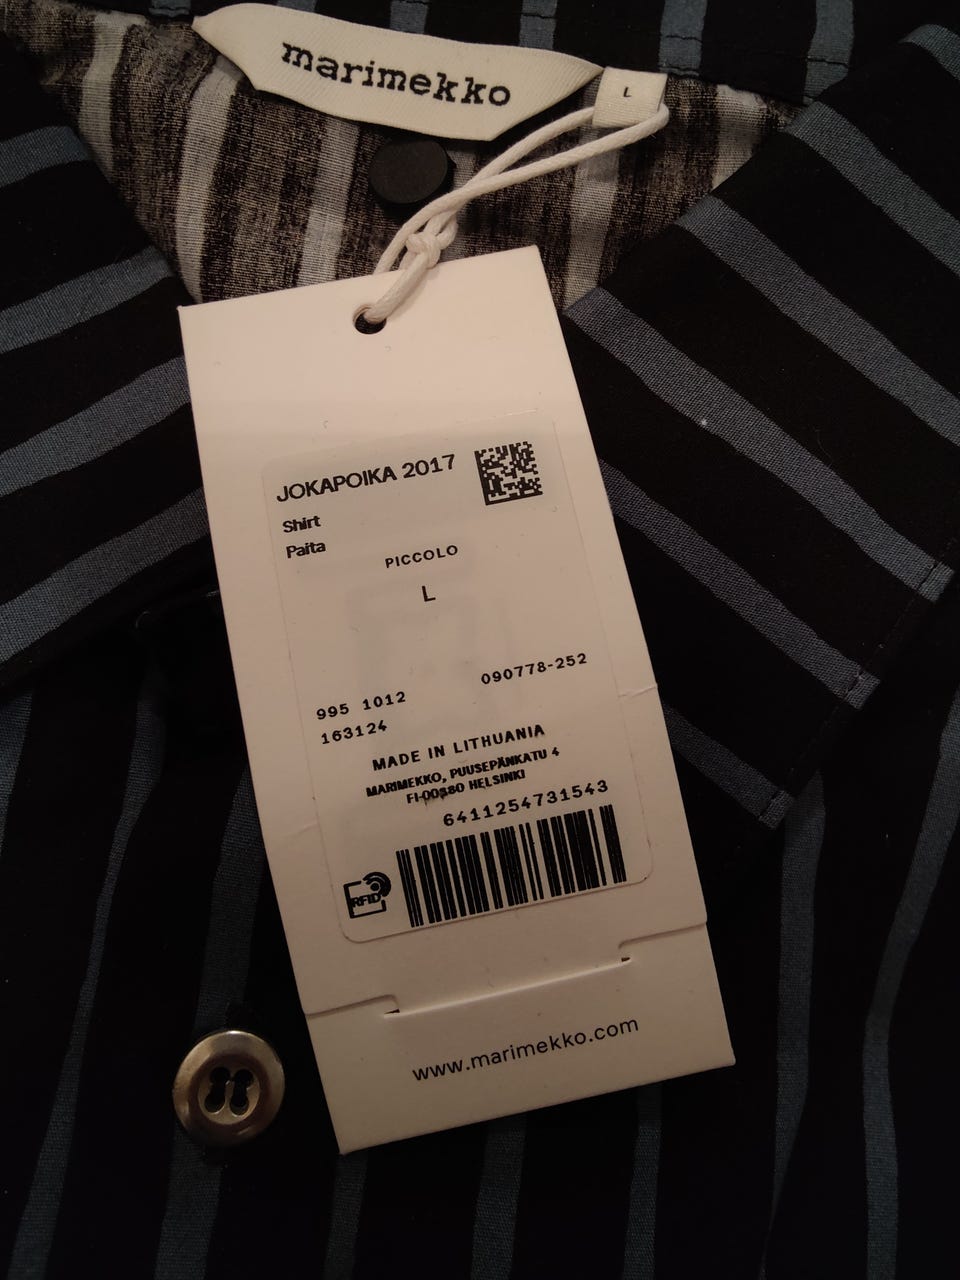 marimekko
L
JOKAPOIKA 2017
Shirt
Paita
PICCOLO
L
995 1012
090778-252
163124
MADE IN LITHUANIA
MARIMEKKO, PUUSEPÄNKATU 4
FI-00880 HELSINKI
6411254731543
RFID
www.marimekko.com